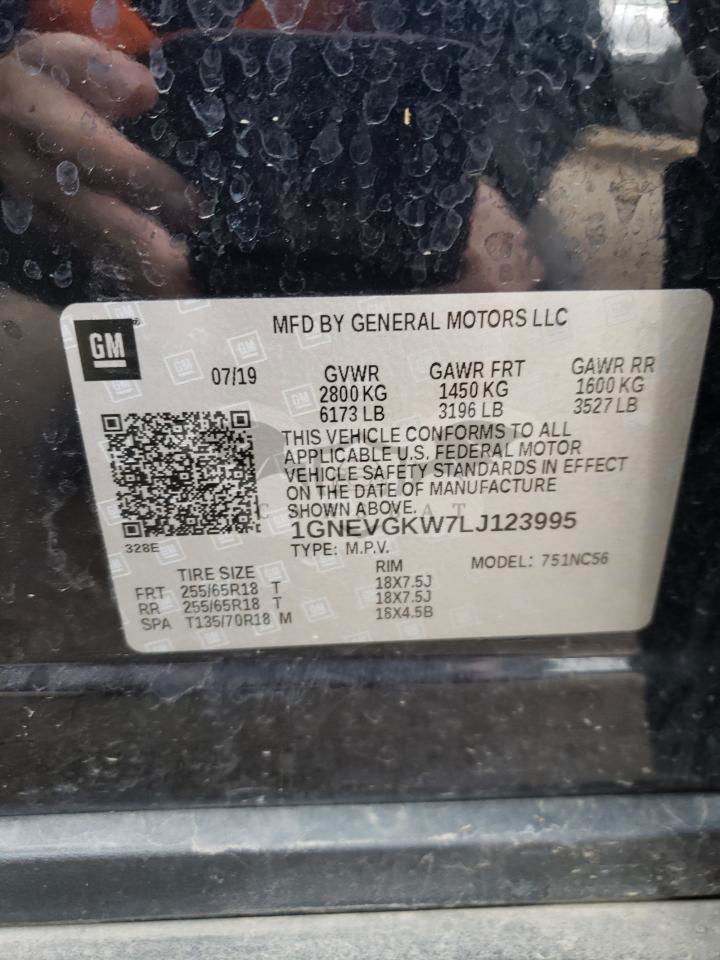 GM
MFD BY GENERAL MOTORS LLC
07/19 GVWR GAWR FRT GAWR RR
2800 KG 1450 KG 1600 KG
6173 LB 3196 LB 3527 LB
THIS VEHICLE CONFORMS TO ALL
APPLICABLE U.S. FEDERAL MOTOR
VEHICLE SAFETY STANDARDS IN EFFECT
ON THE DATE OF MANUFACTURE
SHOWN ABOVE.
1GNEVGKW7LJ123995
328E
TYPE: M.P.V. MODEL: 751NC56
TIRE SIZE RIM
FRT 255/65R18 T 18X7.5J
RR 255/65R18 T 18X7.5J
SPA T135/70R18 M 18X4.5B